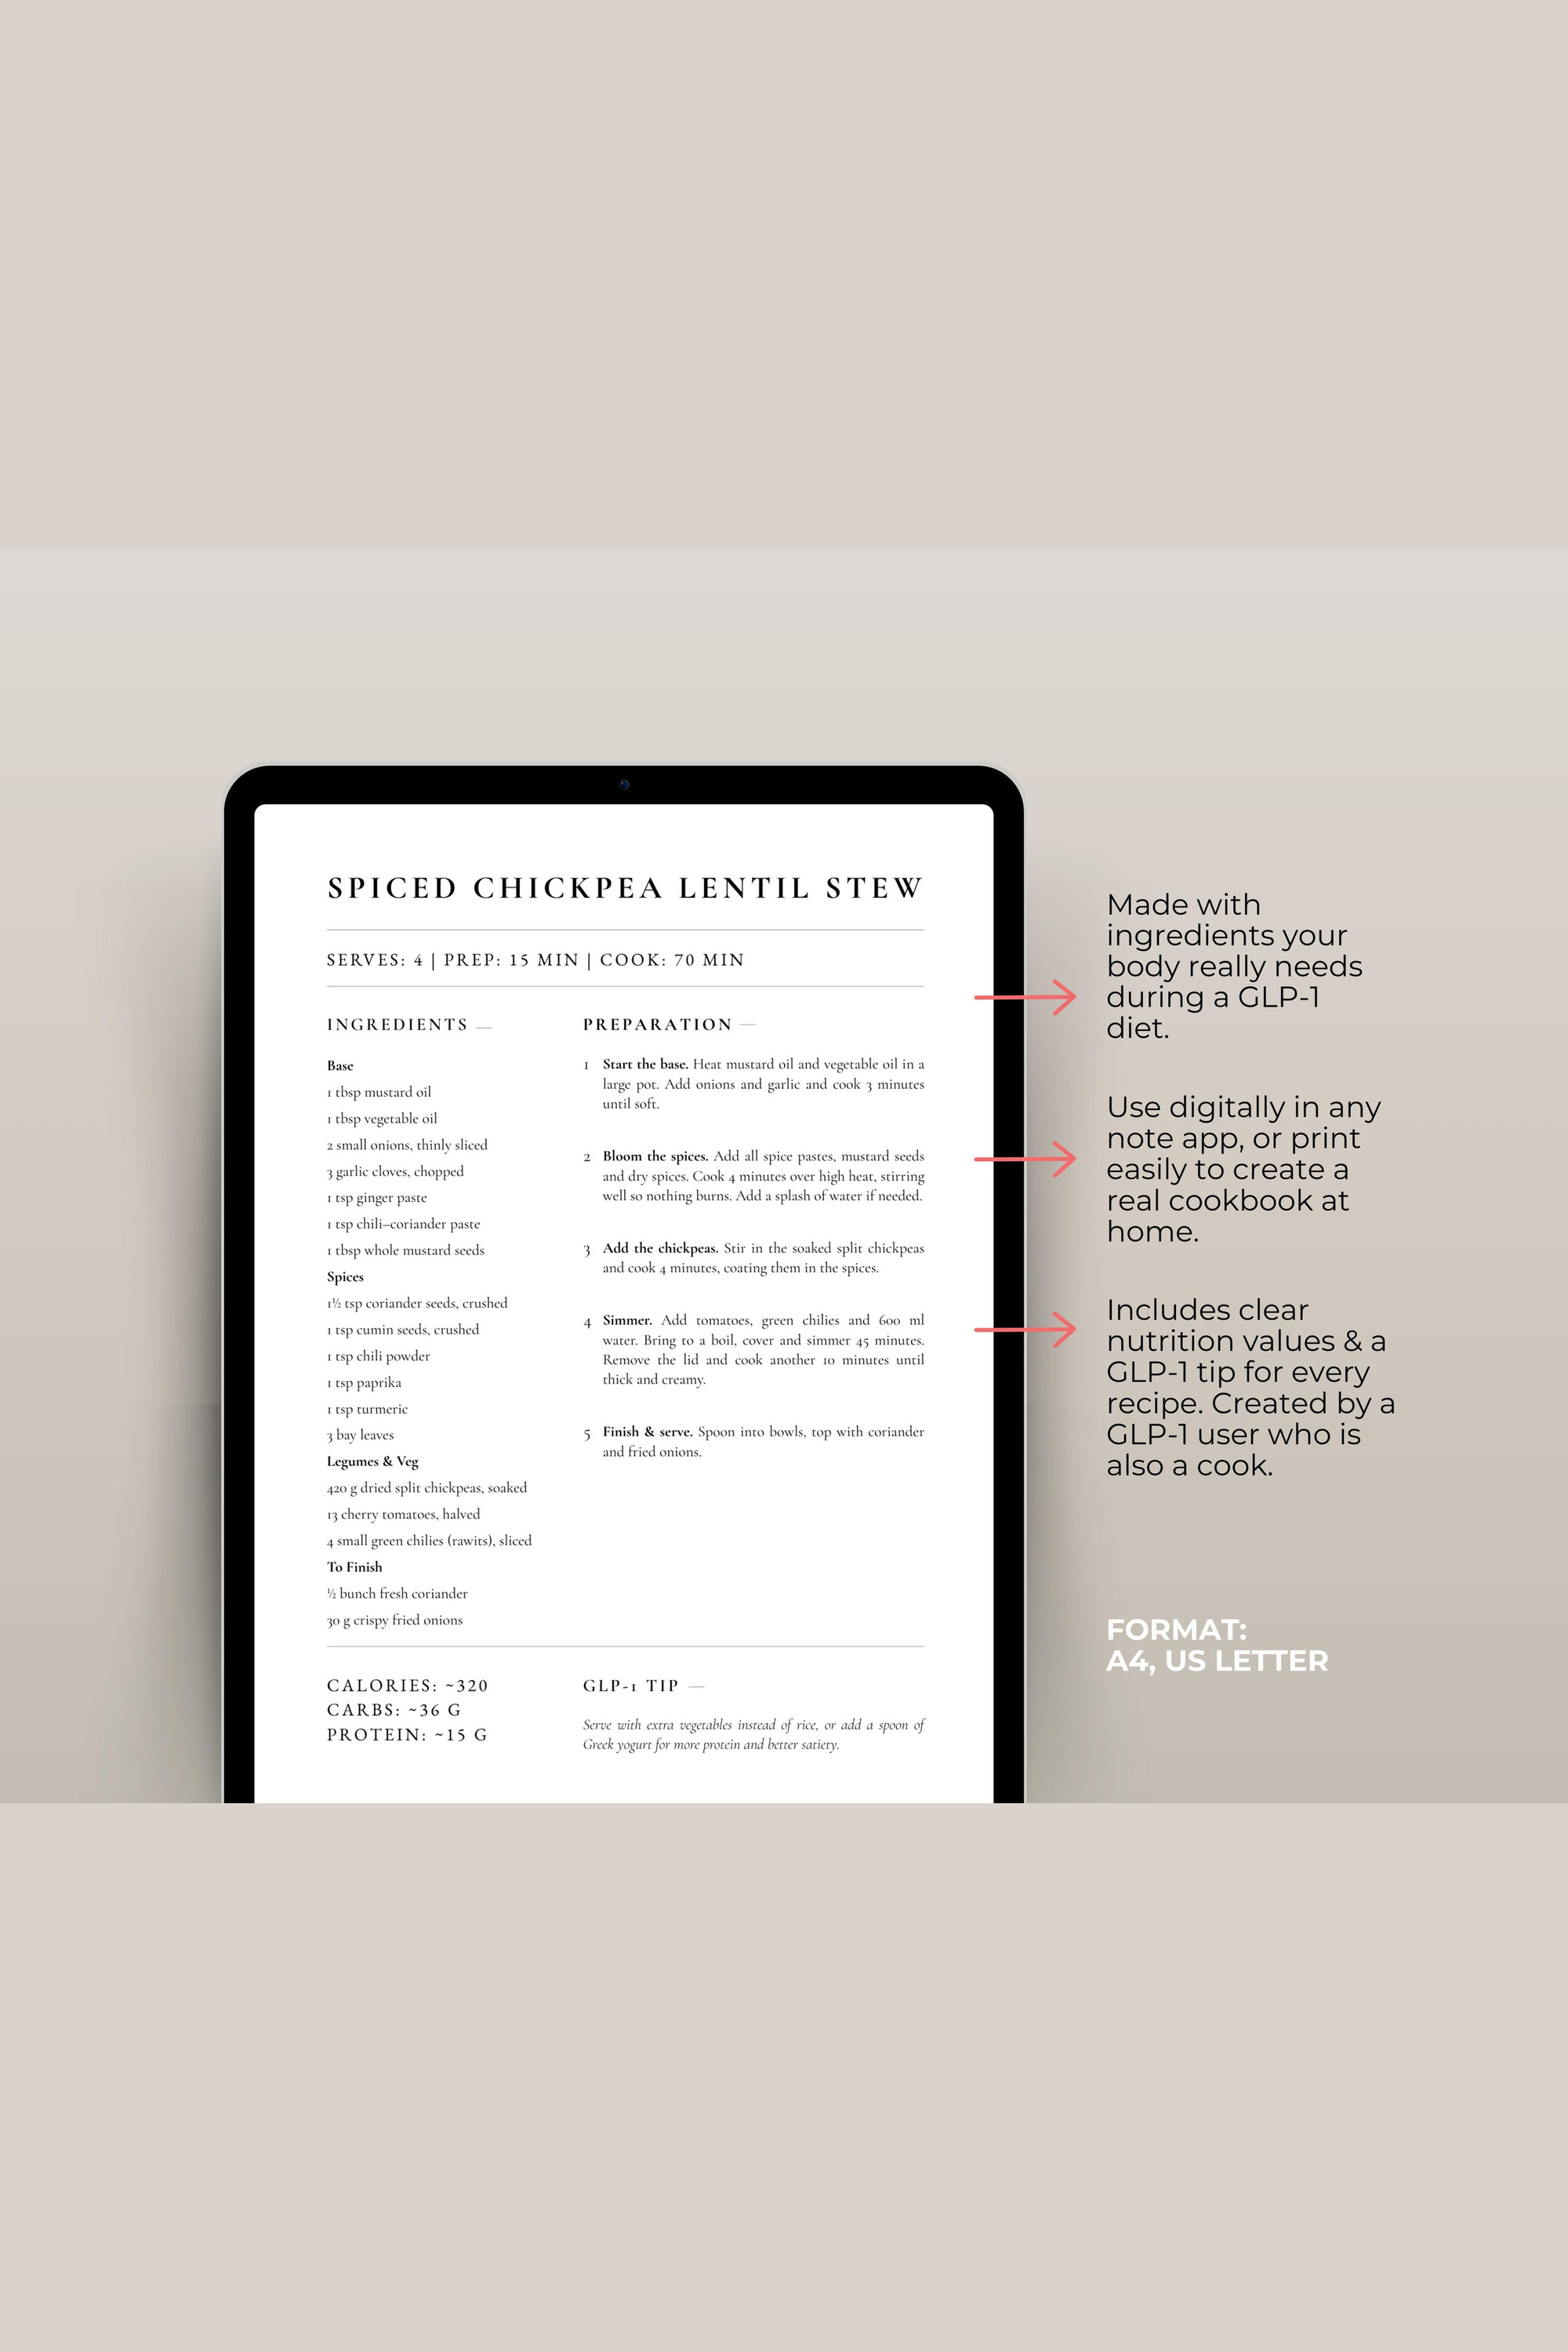 SPICED CHICKPEA LENTIL STEW
SERVES: 4 | PREP: 15 MIN | COOK: 70 MIN
INGREDIENTS —
Base
1 tbsp mustard oil
1 tbsp vegetable oil
2 small onions, thinly sliced
3 garlic cloves, chopped
1 tsp ginger paste
1 tsp chili–coriander paste
1 tbsp whole mustard seeds
Spices
1½ tsp coriander seeds, crushed
1 tsp cumin seeds, crushed
1 tsp chili powder
1 tsp paprika
1 tsp turmeric
3 bay leaves
Legumes & Veg
420 g dried split chickpeas, soaked
13 cherry tomatoes, halved
4 small green chilies (rawits), sliced
To Finish
½ bunch fresh coriander
30 g crispy fried onions
PREPARATION —
1 Start the base. Heat mustard oil and vegetable oil in a
large pot. Add onions and garlic and cook 3 minutes
until soft.
2 Bloom the spices. Add all spice pastes, mustard seeds
and dry spices. Cook 4 minutes over high heat, stirring
well so nothing burns. Add a splash of water if needed.
3 Add the chickpeas. Stir in the soaked split chickpeas
and cook 4 minutes, coating them in the spices.
4 Simmer. Add tomatoes, green chilies and 600 ml
water. Bring to a boil, cover and simmer 45 minutes.
Remove the lid and cook another 10 minutes until
thick and creamy.
5 Finish & serve. Spoon into bowls, top with coriander
and fried onions.
CALORIES: ~320
CARBS: ~36 G
PROTEIN: ~15 G
GLP-1 TIP —
Serve with extra vegetables instead of rice, or add a spoon of
Greek yogurt for more protein and better satiety.
Made with
ingredients your
body really needs
during a GLP-1
diet.
Use digitally in any
note app, or print
easily to create a
real cookbook at
home.
Includes clear
nutrition values & a
GLP-1 tip for every
recipe. Created by a
GLP-1 user who is
also a cook.
FORMAT:
A4, US LETTER